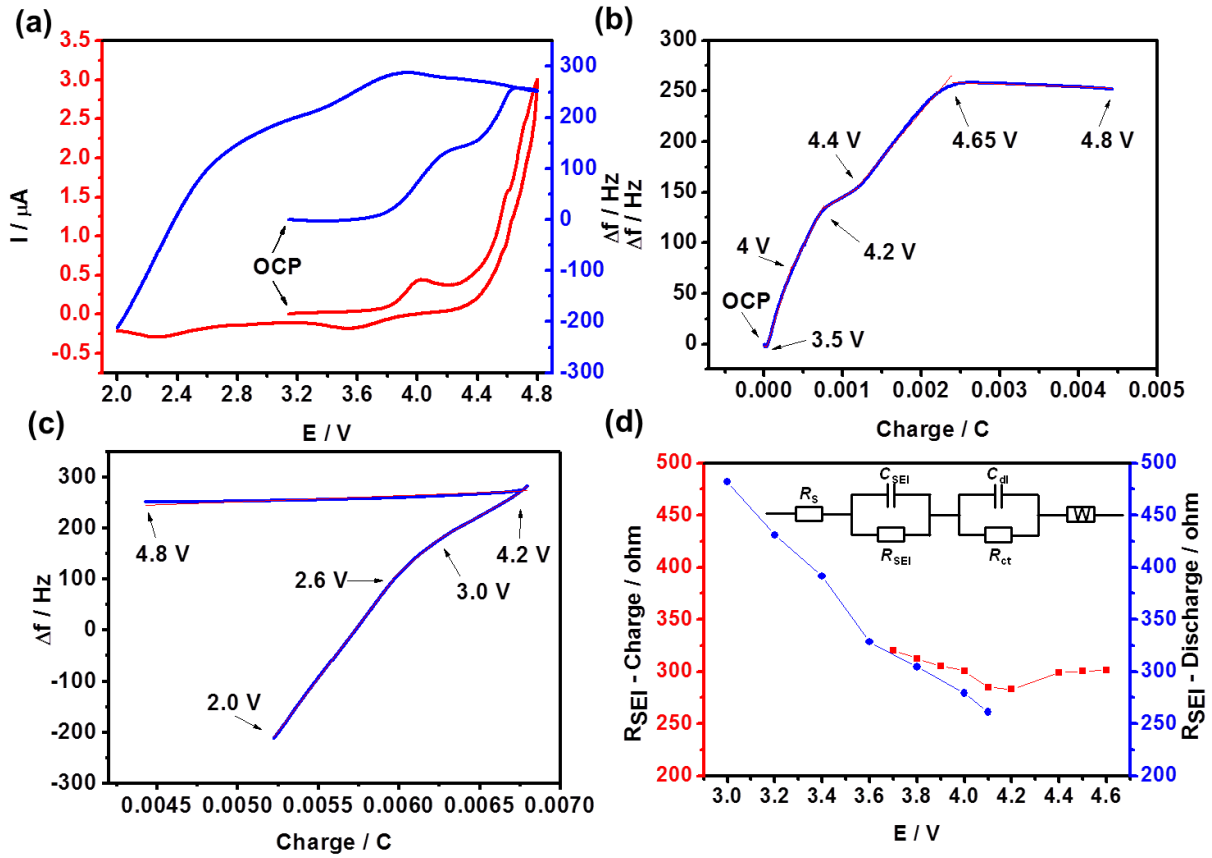 (a)
3.5
3.0
2.5
2.0
1.5
1.0
0.5
0.0
-0.5
I / μA
300
200
100
0
-100
-200
-300
Δf / Hz
OCP
2.0 2.4 2.8 3.2 3.6 4.0 4.4 4.8
E / V
(b)
300
250
200
150
100
50
0
Δf / Hz
4.4 V
4.65 V
4.8 V
4 V
4.2 V
OCP
3.5 V
0.000 0.001 0.002 0.003 0.004 0.005
Charge / C
(c)
300
200
100
0
-100
-200
-300
Δf / Hz
4.8 V
4.2 V
2.6 V
3.0 V
2.0 V
0.0045 0.0050 0.0055 0.0060 0.0065 0.0070
Charge / C
(d)
500
450
400
350
300
250
200
RSEI - Charge / ohm
CSEI
Cdl
RS
W
RSEI
Rct
500
450
400
350
300
250
200
RSEI - Discharge / ohm
3.0 3.2 3.4 3.6 3.8 4.0 4.2 4.4 4.6
E / V